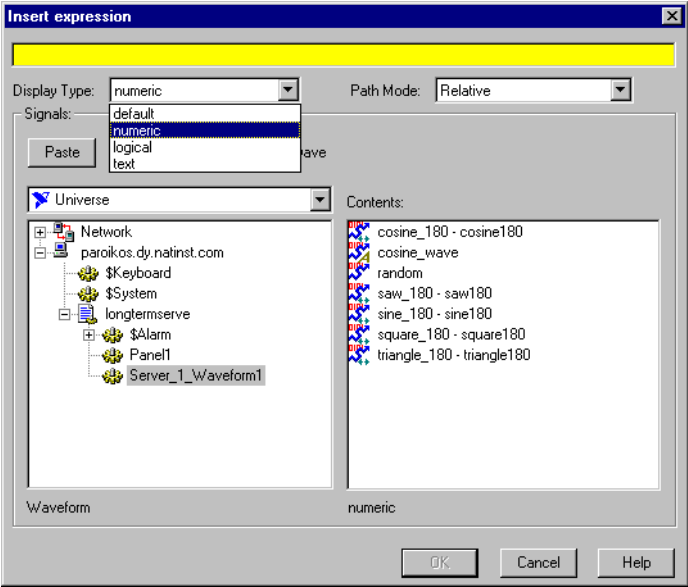 Insert expression
Display Type: numeric Path Mode: Relative
default
numeric
logical
text
Signals:
Paste
Universe
Contents:
Network
paroikos.dy.natinst.com
$Keyboard
$System
longtermserve
$Alarm
Panel1
Server_1_Waveform1
cosine_180 - cosine180
cosine_wave
random
saw_180 - saw180
sine_180 - sine180
square_180 - square180
triangle_180 - triangle180
Waveform
numeric
OK Cancel Help